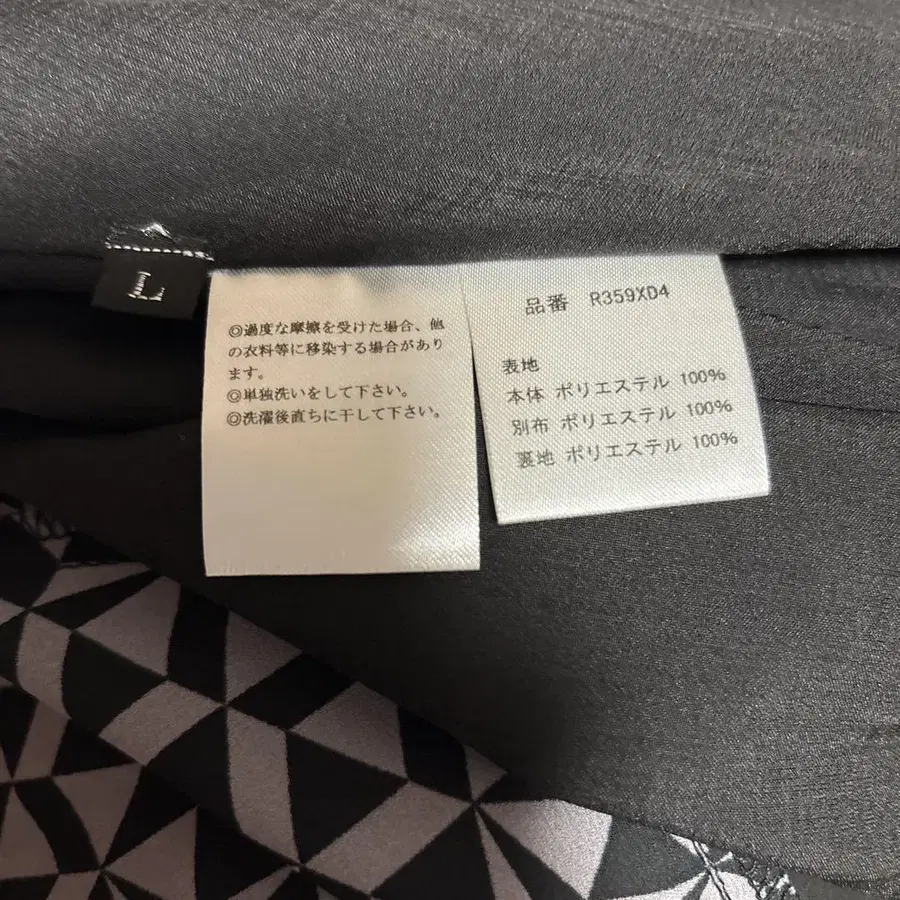 L
◎過度な摩擦を受けた場合、他
の衣料等に移染する場合があり
ます。
◎単独洗いをして下さい。
◎洗濯後直ちに干して下さい。
品番 R359XD4
表地
本体 ポリエステル 100%
別布 ポリエステル 100%
裏地 ポリエステル 100%